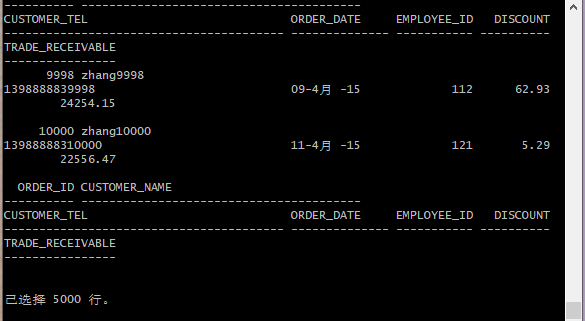 ---------- ----------------------------------------
CUSTOMER_TEL ORDER_DATE EMPLOYEE_ID DISCOUNT
---------------------------------------- -------------- ----------- ----------
TRADE_RECEIVABLE
----------------
9998 zhang9998
1398888839998 09-4月 -15 112 62.93
24254.15
10000 zhang10000
13988888310000 11-4月 -15 121 5.29
22556.47
ORDER_ID CUSTOMER_NAME
---------- ----------------------------------------
CUSTOMER_TEL ORDER_DATE EMPLOYEE_ID DISCOUNT
---------------------------------------- -------------- ----------- ----------
TRADE_RECEIVABLE
----------------
已选择 5000 行。